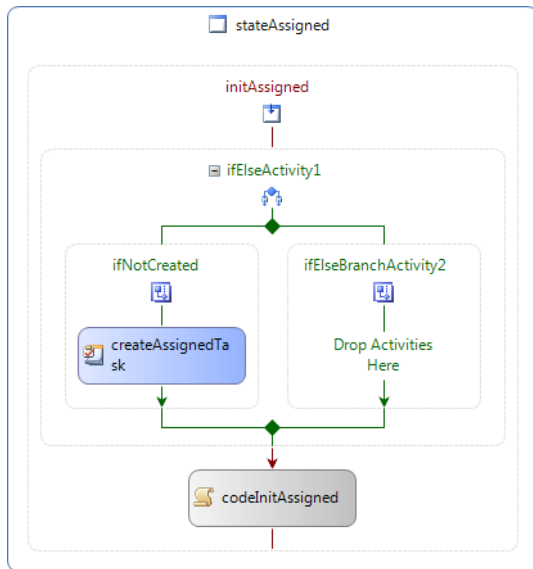 stateAssigned
initAssigned
ifElseActivity1
ifNotCreated
createAssignedTa
sk
ifElseBranchActivity2
Drop Activities
Here
codeInitAssigned